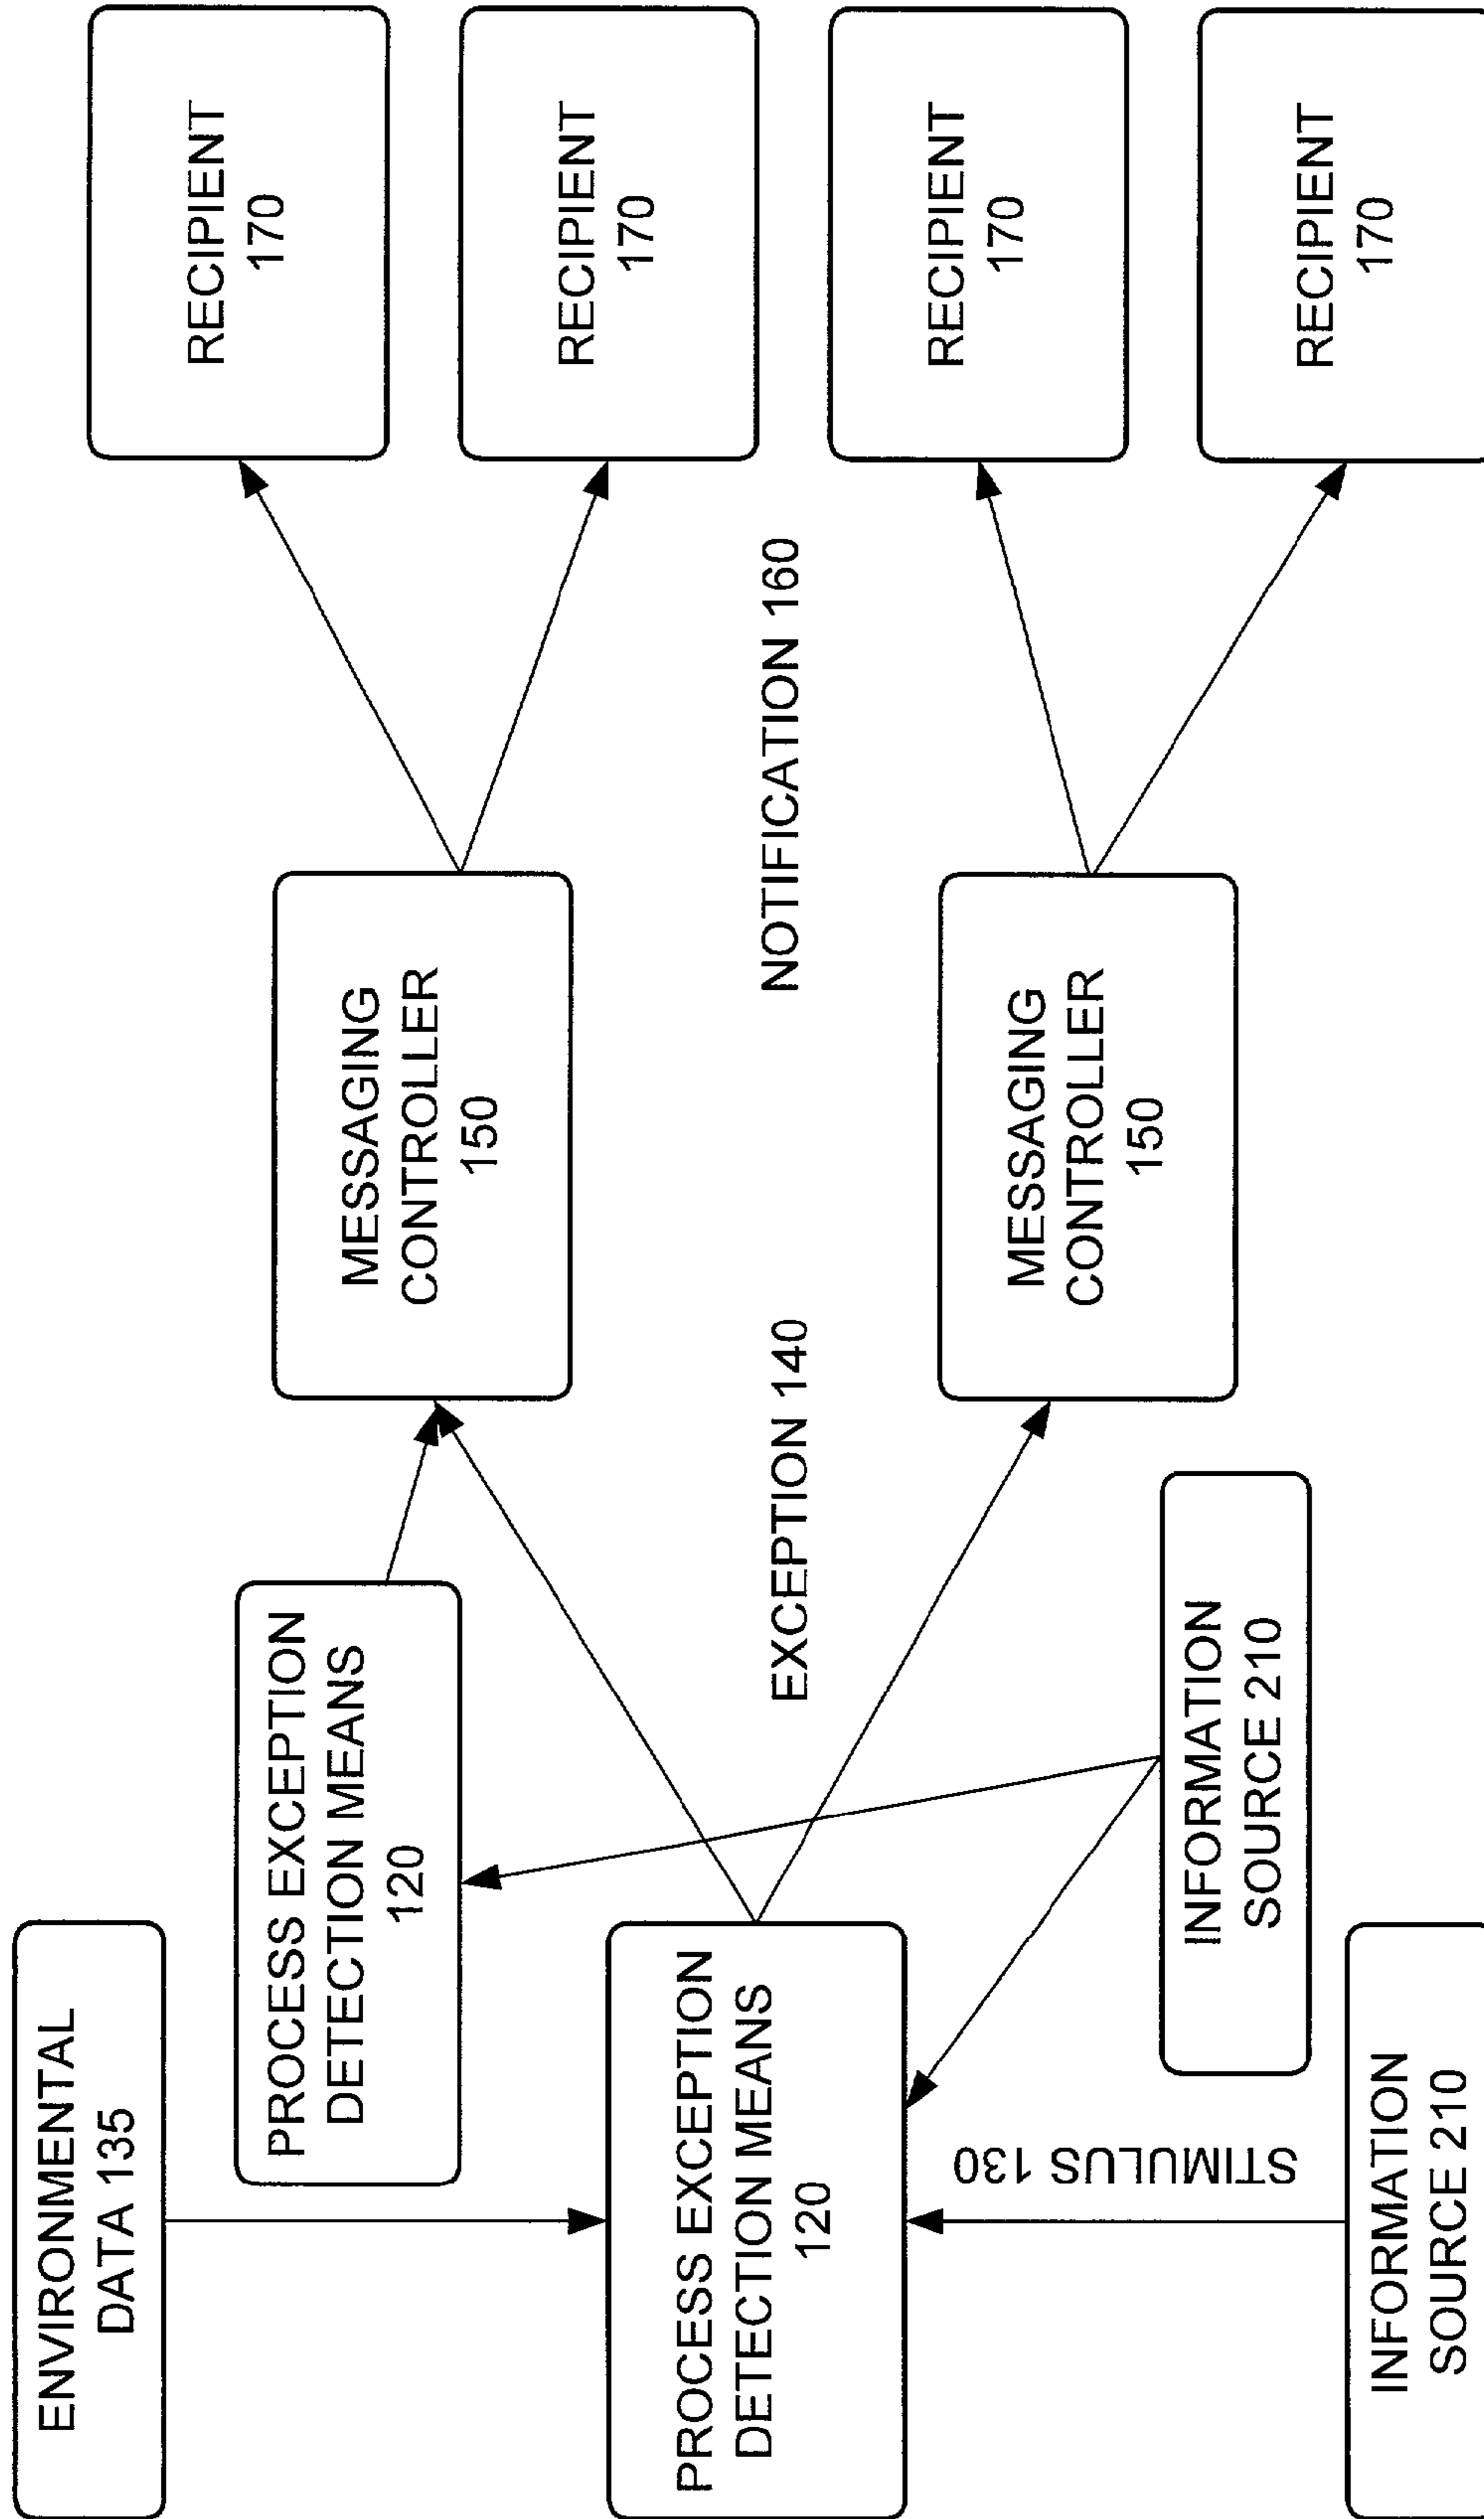 ENVIRONMENTAL
DATA 135
PROCESS EXCEPTION
DETECTION MEANS
120
PROCESS EXCEPTION
DETECTION MEANS
120
STIMULUS 130
INFORMATION
SOURCE 210
INFORMATION
SOURCE 210
EXCEPTION 140
MESSAGING
CONTROLLER
150
MESSAGING
CONTROLLER
150
NOTIFICATION 160
RECIPIENT
170
RECIPIENT
170
RECIPIENT
170
RECIPIENT
170